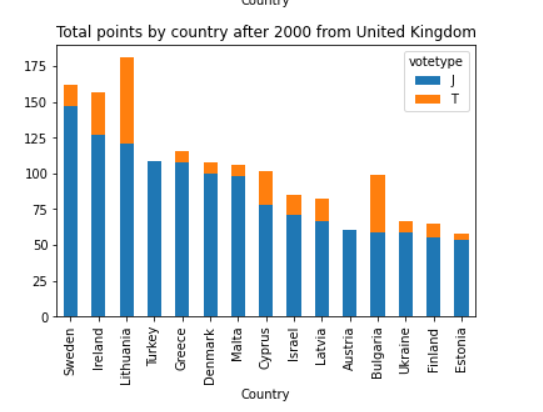 Country
Total points by country after 2000 from United Kingdom
votetype
J
T
175
150
125
100
75
50
25
0
Sweden
Ireland
Lithuania
Turkey
Greece
Denmark
Malta
Cyprus
Israel
Latvia
Austria
Bulgaria
Ukraine
Finland
Estonia
Country